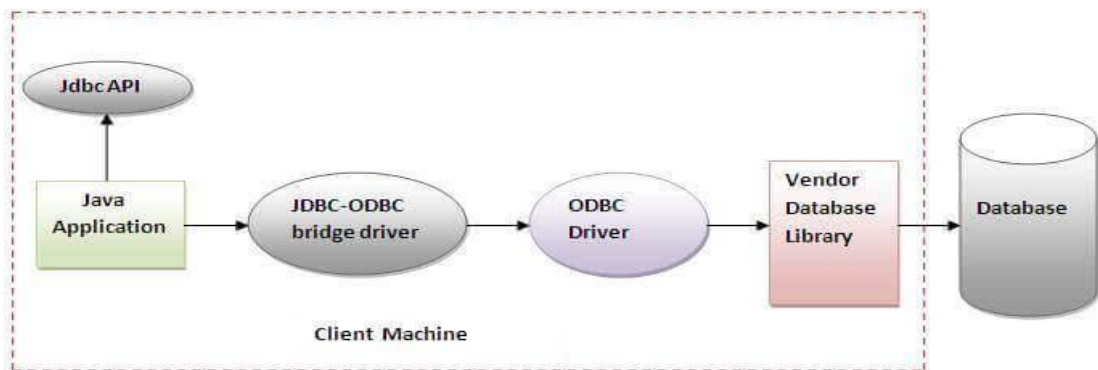 Jdbc API
Java
Application
JDBC-ODBC
bridge driver
ODBC
Driver
Vendor
Database
Library
Database
Client Machine